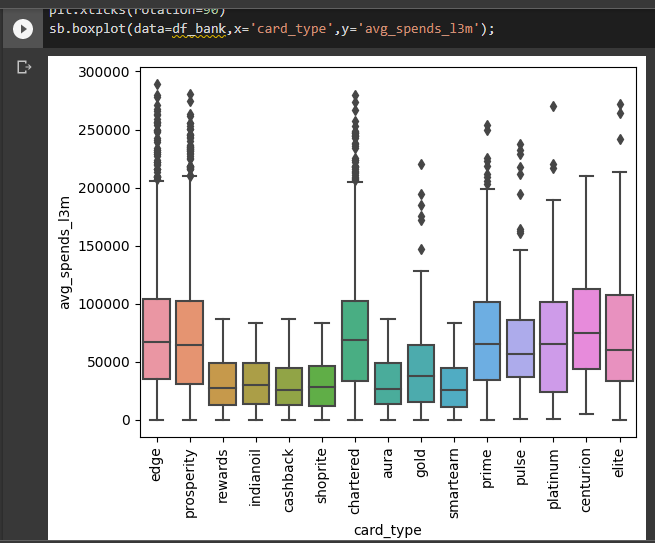 plt.xticks(rotation=90)
sb.boxplot(data=df_bank,x='card_type',y='avg_spends_l3m');
300000
250000
200000
150000
100000
50000
0
avg_spends_l3m
edge
prosperity
rewards
indianoil
cashback
shoprite
chartered
aura
gold
smartearn
prime
pulse
platinum
centurion
elite
card_type